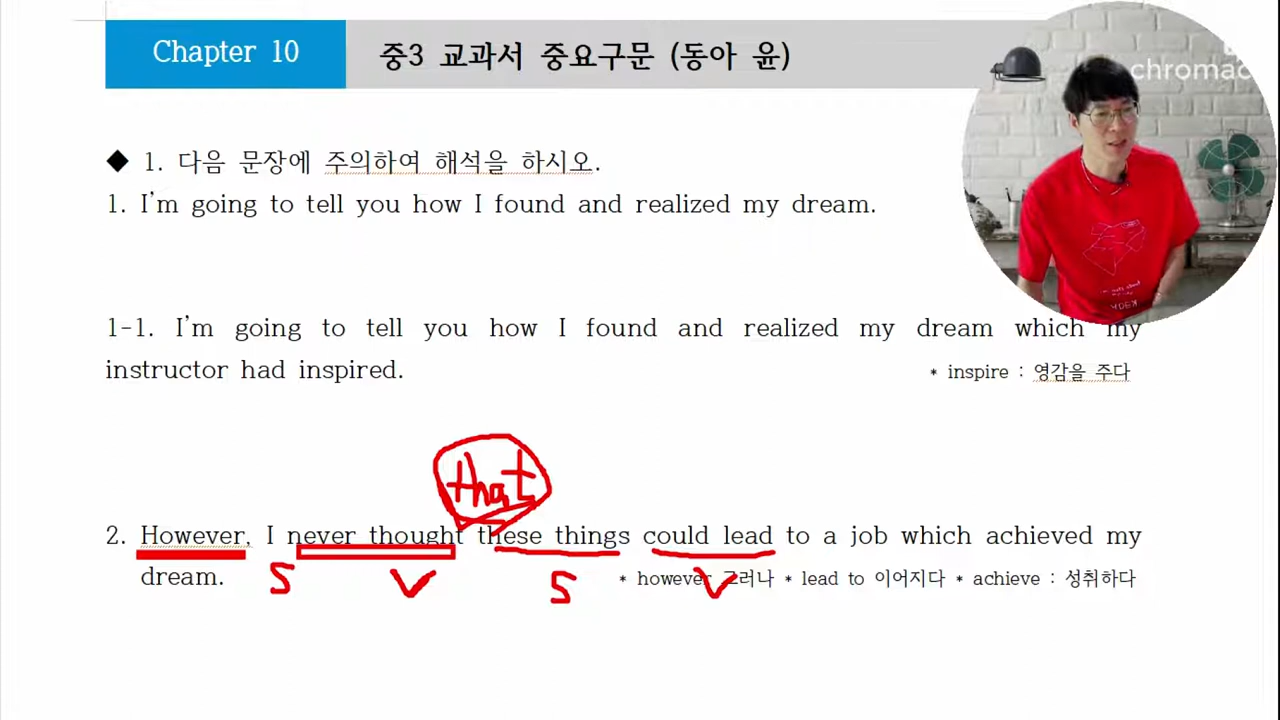 Chapter 10
중3 교과서 중요구문 (동아 윤)
chromac
◆ 1. 다음 문장에 주의하여 해석을 하시오.
1. I'm going to tell you how I found and realized my dream.
1-1. I'm going to tell you how I found and realized my dream which my
instructor had inspired.
* inspire : 영감을 주다
that
2. However, I never thought these things could lead to a job which achieved my
dream.
* however 그러나 * lead to 이어지다 * achieve : 성취하다
S V S V